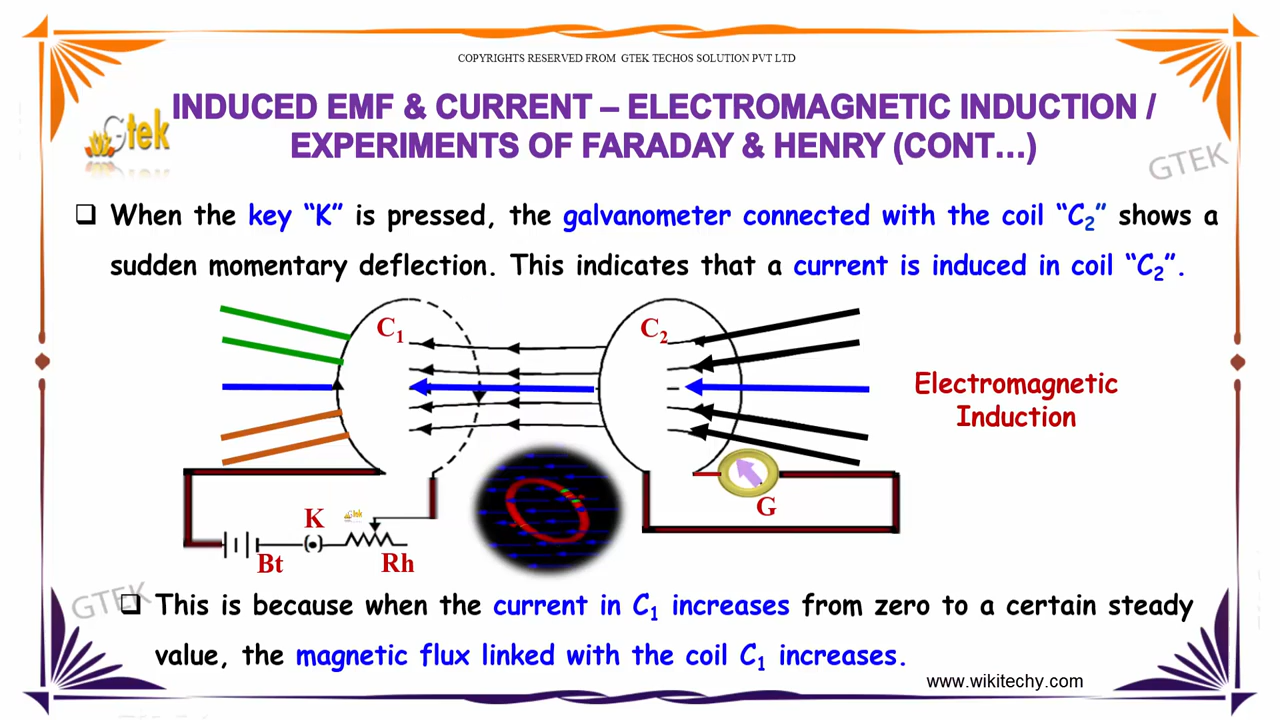 COPYRIGHTS RESERVED FROM GTEK TECHOS SOLUTION PVT LTD
Gtek
INDUCED EMF & CURRENT – ELECTROMAGNETIC INDUCTION /
EXPERIMENTS OF FARADAY & HENRY (CONT…)
GTEK
❑ When the key “K” is pressed, the galvanometer connected with the coil “C₂” shows a
sudden momentary deflection. This indicates that a current is induced in coil “C₂”.
C₁
C₂
Electromagnetic
Induction
G
K
Gtek
Bt
Rh
GTEK
❑ This is because when the current in C₁ increases from zero to a certain steady
value, the magnetic flux linked with the coil C₁ increases.
www.wikitechy.com